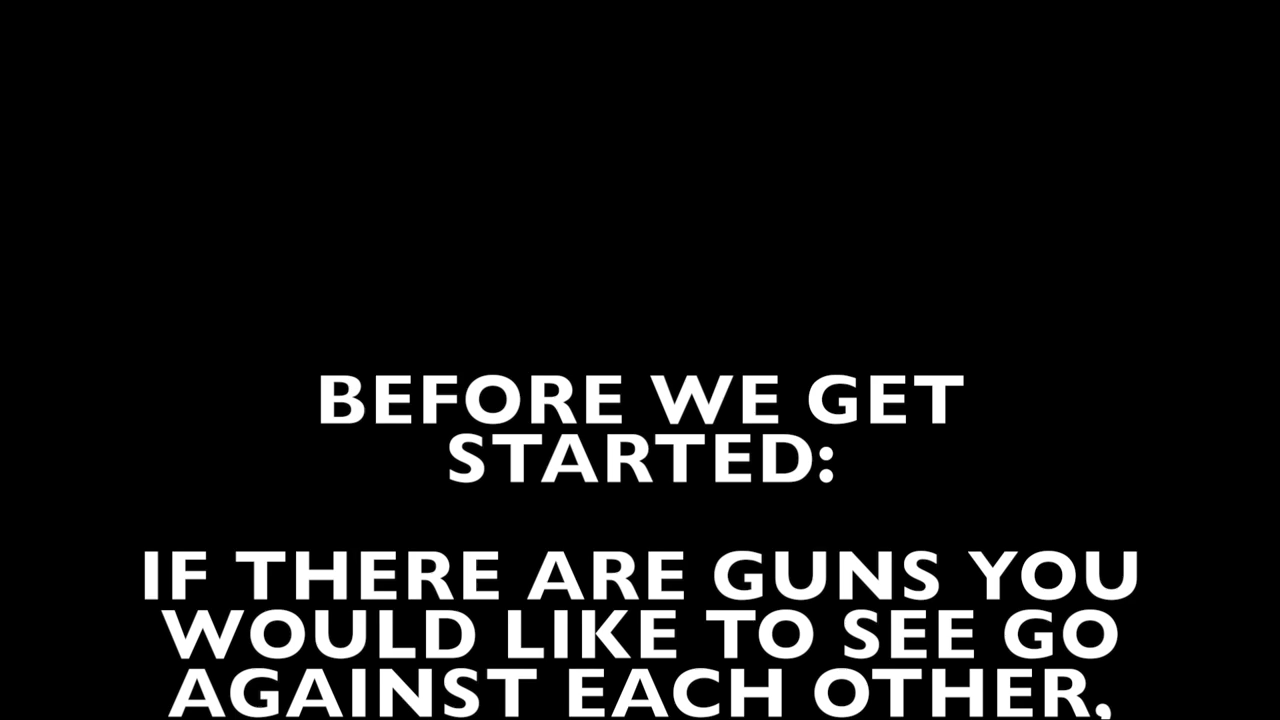 BEFORE WE GET
STARTED:
IF THERE ARE GUNS YOU
WOULD LIKE TO SEE GO
AGAINST EACH OTHER,